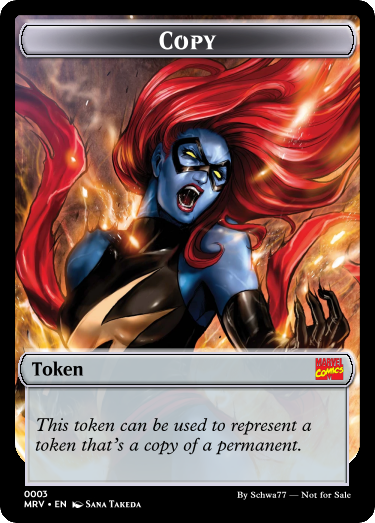 Copy
Token
MARVEL
COMICS
This token can be used to represent a
token that's a copy of a permanent.
0003
MRV • EN Sana Takeda
By Schwa77 — Not for Sale